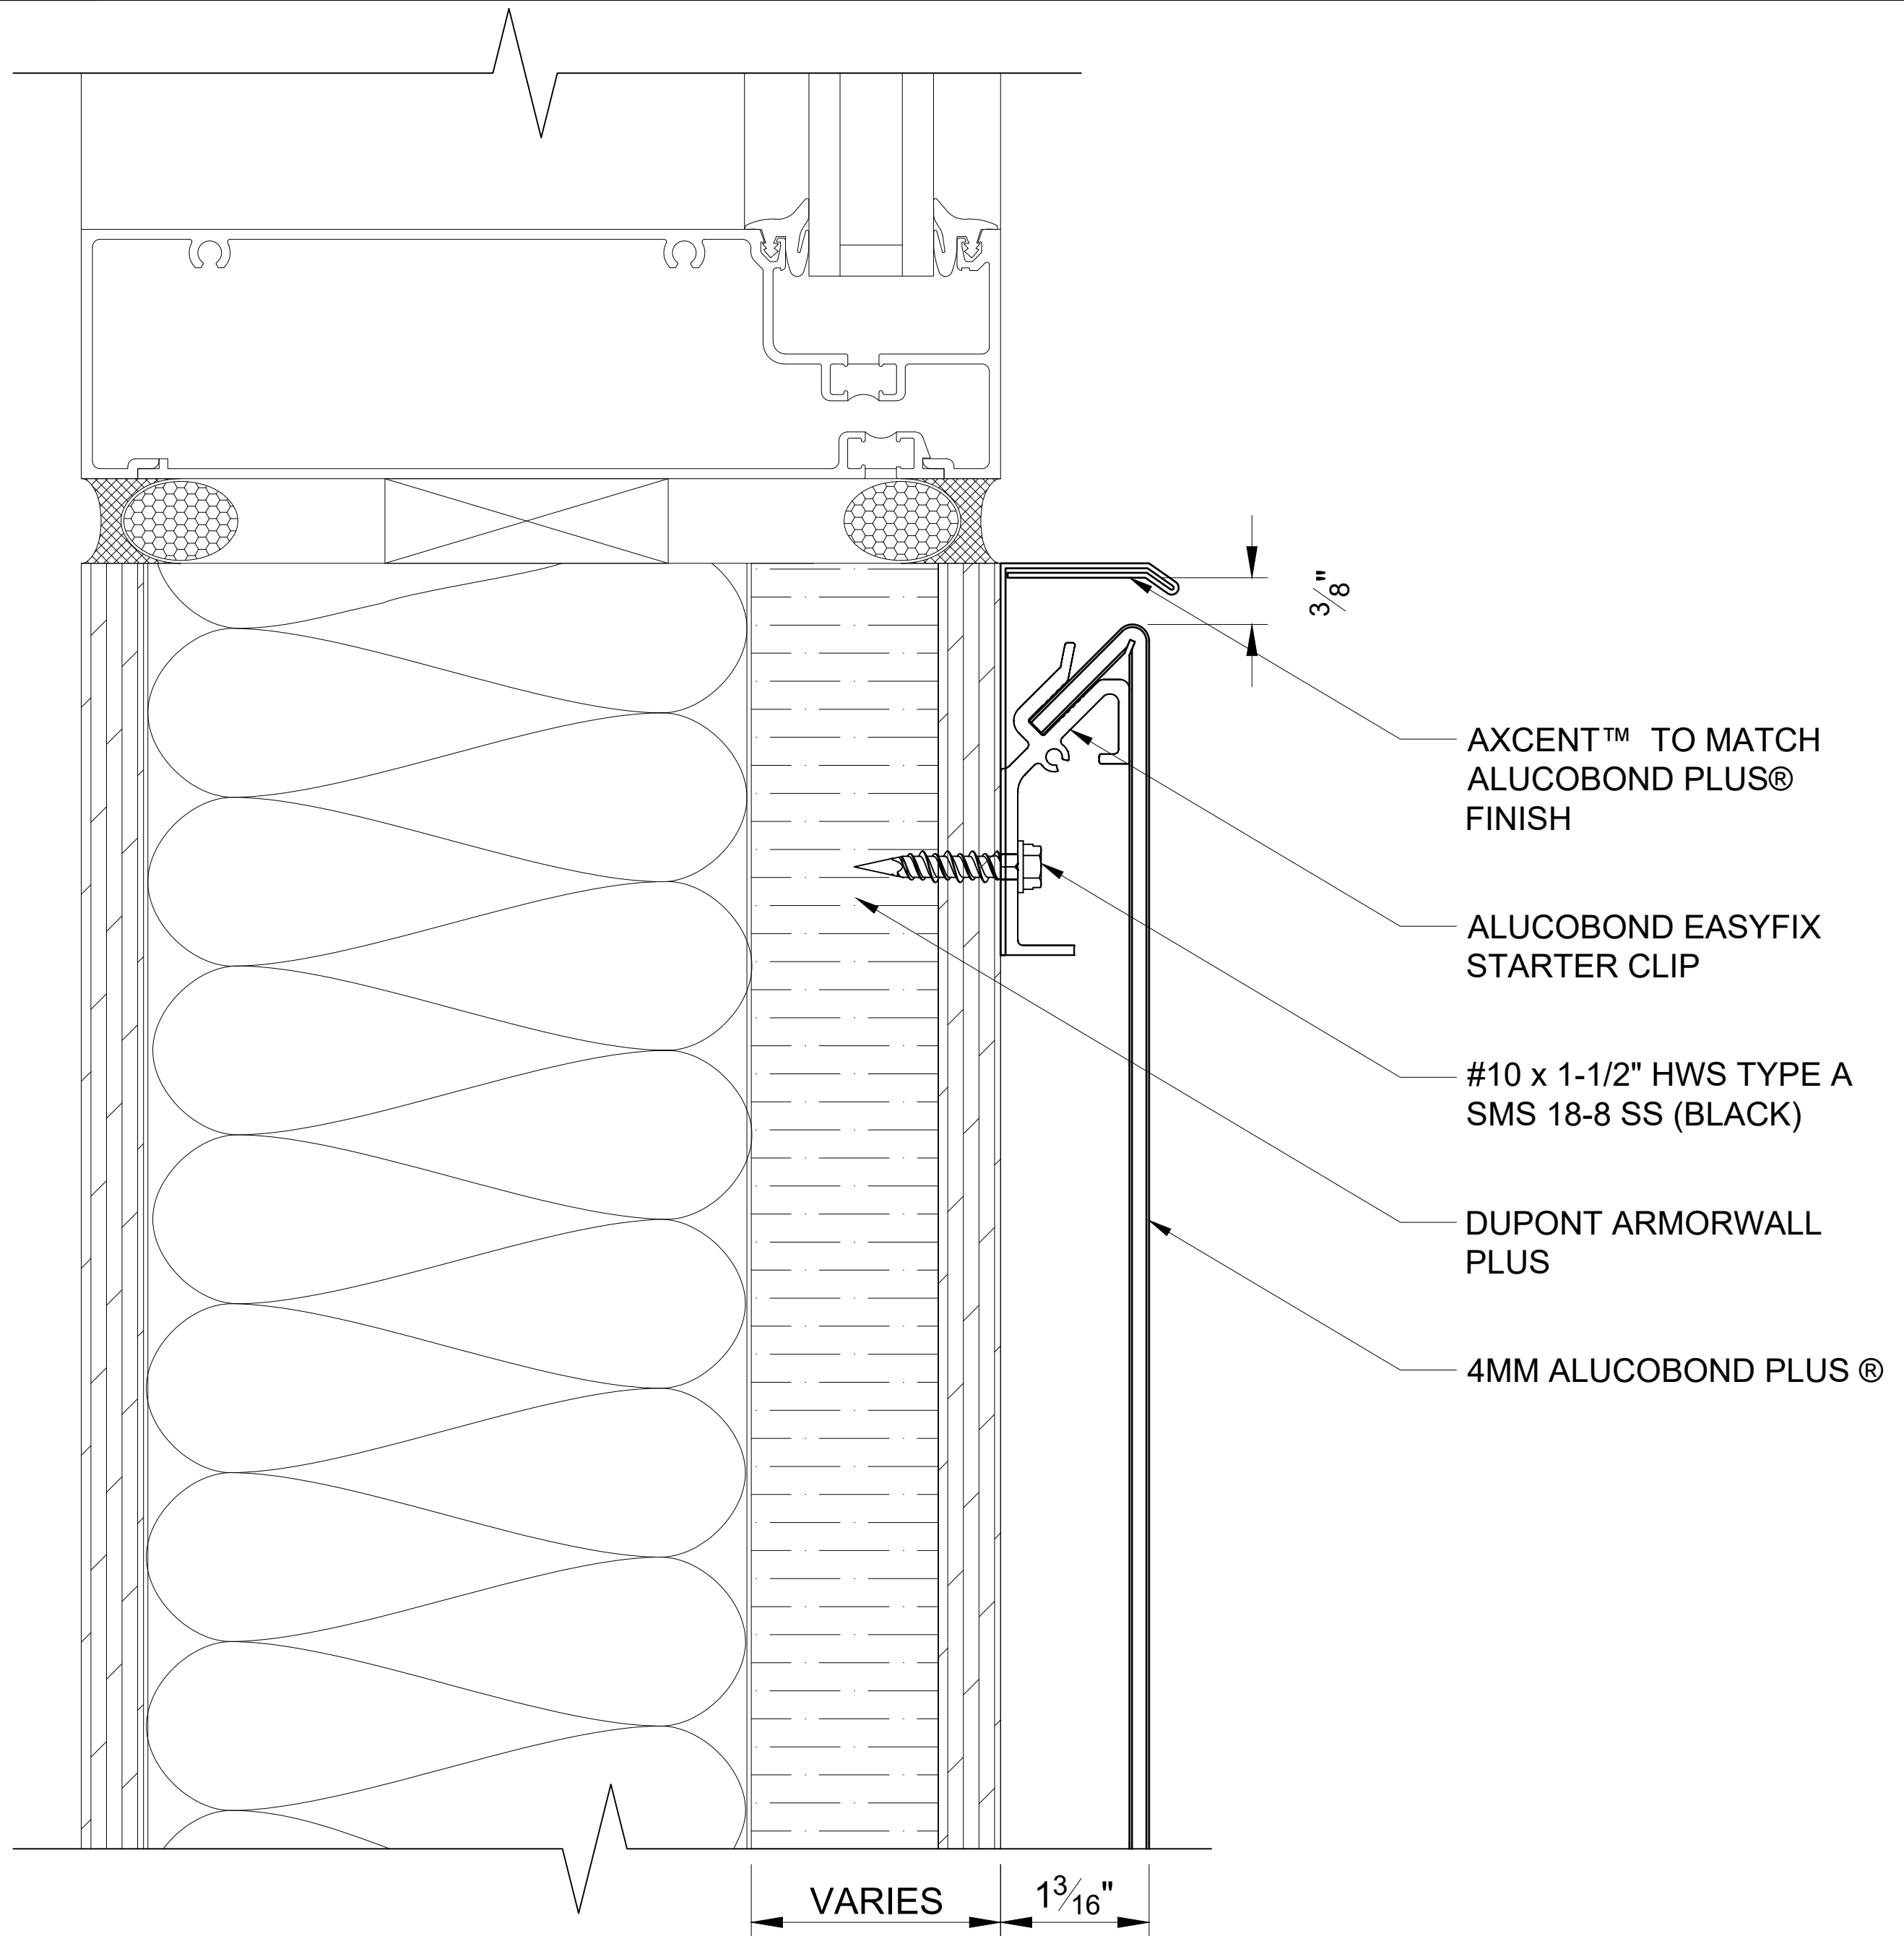 3/8"
AXCENT™ TO MATCH
ALUCOBOND PLUS®
FINISH
ALUCOBOND EASYFIX
STARTER CLIP
#10 x 1-1/2" HWS TYPE A
SMS 18-8 SS (BLACK)
DUPONT ARMORWALL
PLUS
4MM ALUCOBOND PLUS ®
VARIES
1 3/16"